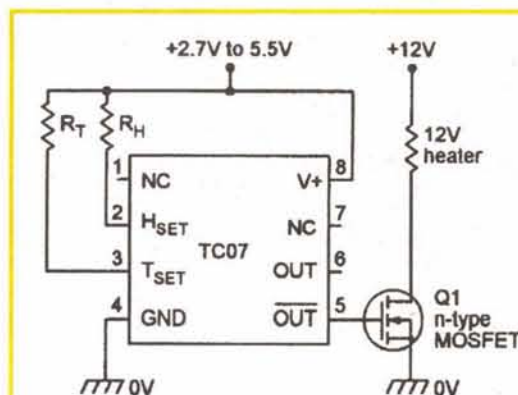 +2.7V to 5.5V
+12V
R_T
R_H
12V
heater
1
NC
V+
8
2
H_SET
NC
7
TC07
3
T_SET
OUT
6
4
GND
O̅U̅T̅
5
Q1
n-type
MOSFET
0V
0V